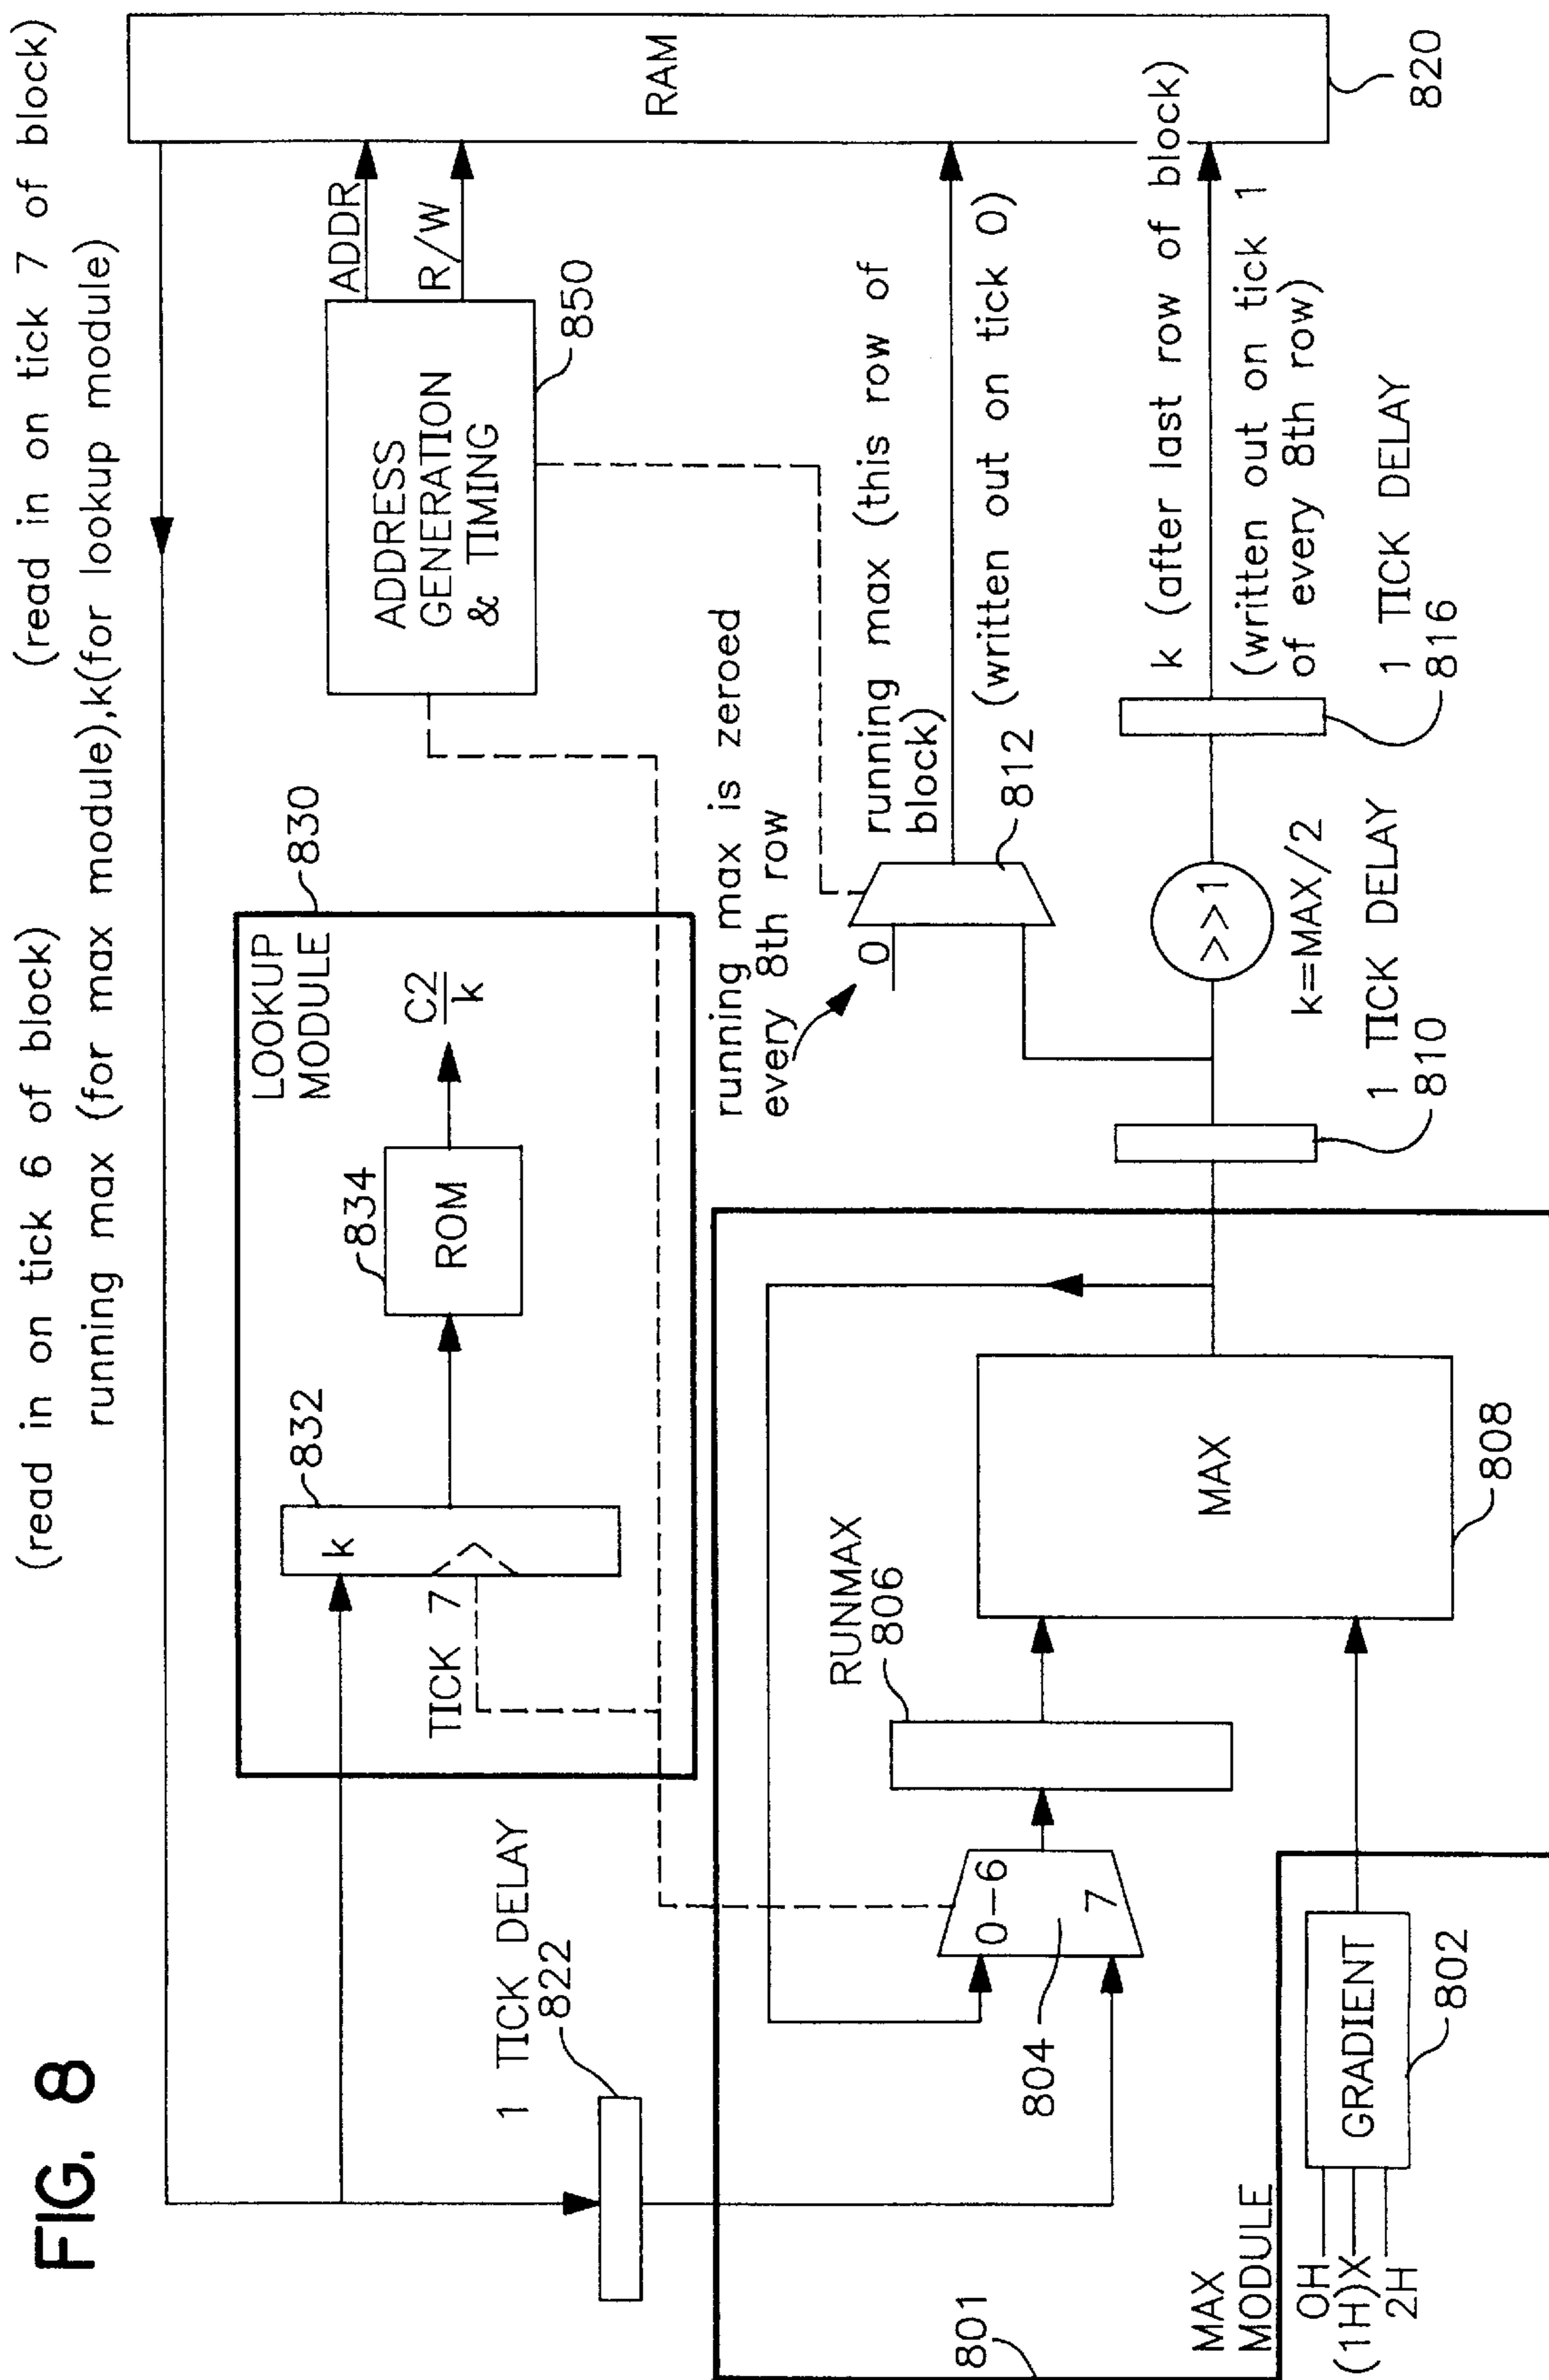 FIG. 8
(read in on tick 6 of block)
(read in on tick 7 of block)
running max (for max module),k(for lookup module)
1 TICK DELAY
822
LOOKUP
MODULE
830
832
k
TICK 7
834
ROM
C2
k
ADDRESS
GENERATION
& TIMING
850
ADDR
R/W
RAM
820
running max is zeroed
every 8th row
0
812
running max (this row of
block)
(written out on tick 0)
MAX
MODULE
801
0H
(1H)X
2H
GRADIENT
802
804
0-6
7
RUNMAX
806
MAX
808
1 TICK DELAY
810
>>1
k=MAX/2
1 TICK DELAY
816
k (after last row of block)
(written out on tick 1
of every 8th row)